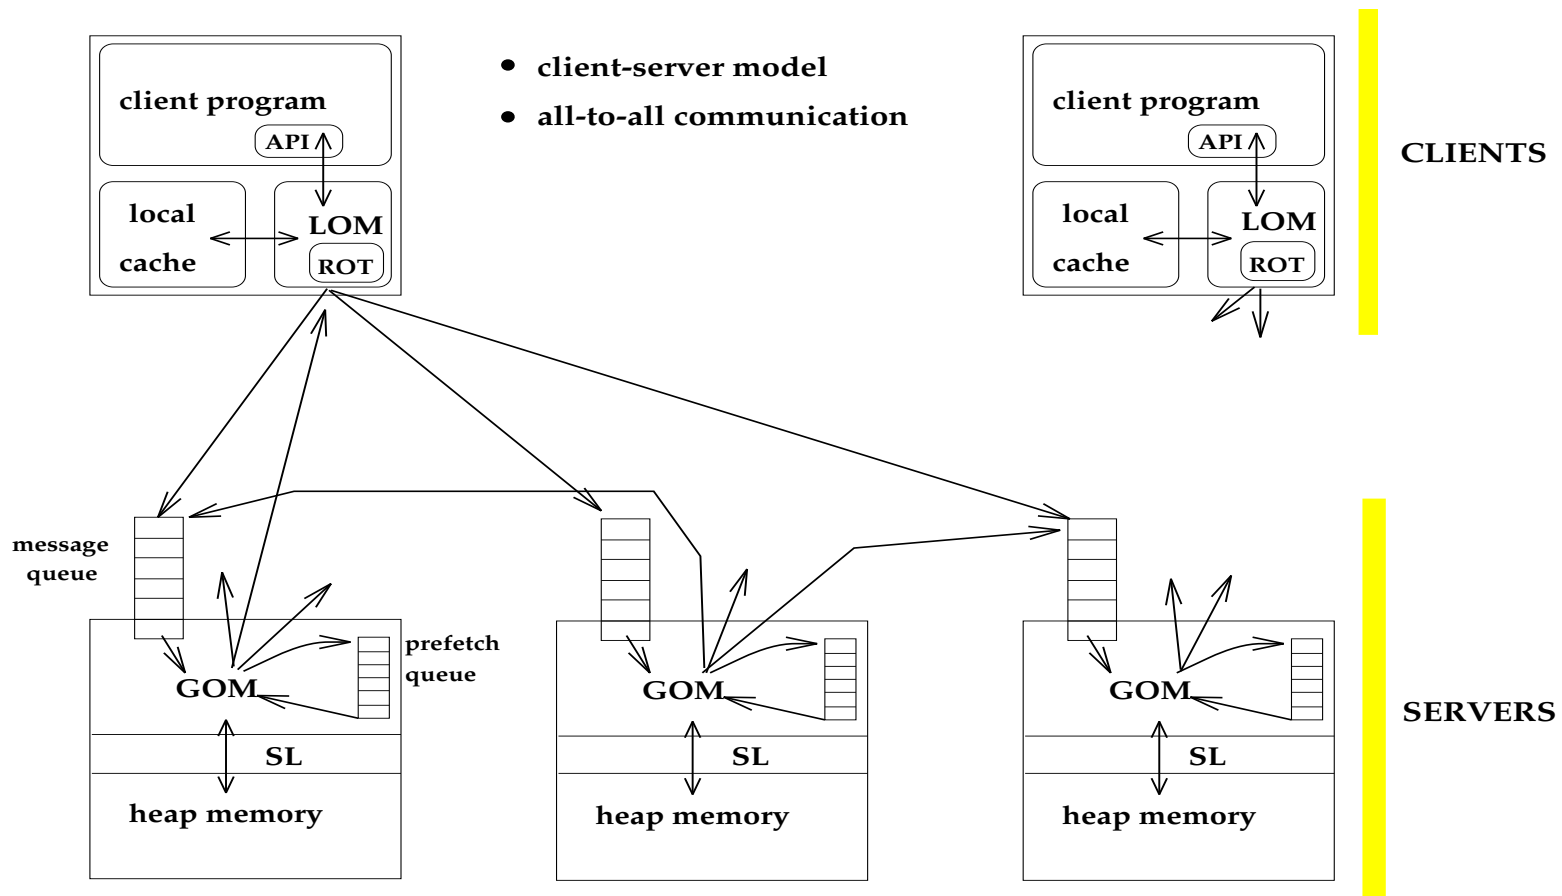 • client-server model
• all-to-all communication
client program
API
local
cache
LOM
ROT
client program
API
local
cache
LOM
ROT
CLIENTS
message
queue
prefetch
queue
GOM
SL
heap memory
GOM
SL
heap memory
GOM
SL
heap memory
SERVERS